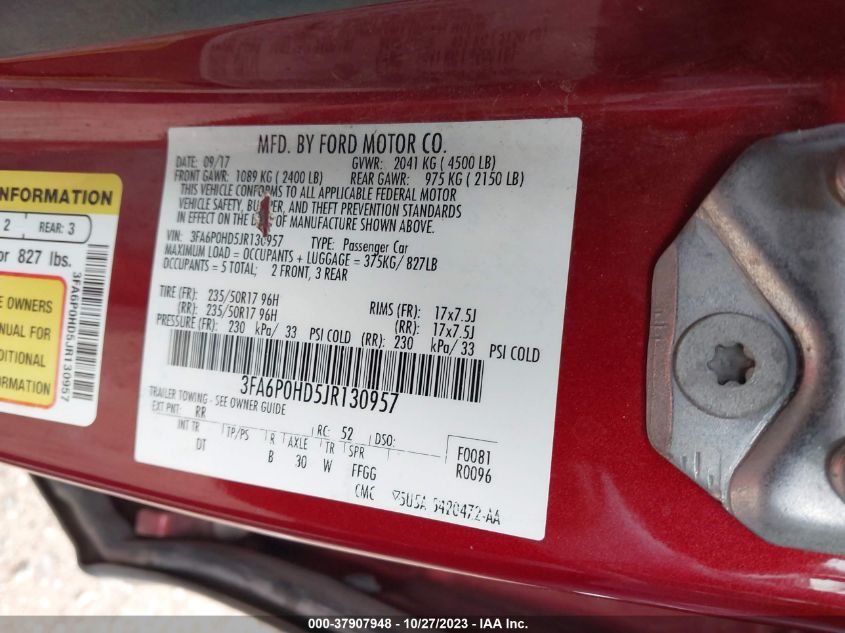 MFD. BY FORD MOTOR CO.
DATE: 09/17 GVWR: 2041 KG ( 4500 LB)
FRONT GAWR: 1089 KG ( 2400 LB) REAR GAWR: 975 KG ( 2150 LB)
THIS VEHICLE CONFORMS TO ALL APPLICABLE FEDERAL MOTOR
VEHICLE SAFETY, AND THEFT PREVENTION STANDARDS
IN EFFECT ON THE OF MANUFACTURE SHOWN ABOVE.
VIN: 3FA6P0HD5JR130957 TYPE: Passenger Car
MAXIMUM LOAD = OCCUPANTS + LUGGAGE = 375KG/ 827LB
OCCUPANTS = 5 TOTAL; 2 FRONT, 3 REAR
TIRE (FR): 235/50R17 96H RIMS (FR): 17x7.5J
(RR): 235/50R17 96H (RR): 17x7.5J
PRESSURE (FR): 230 kPa/ 33 PSI COLD (RR): 230 kPa/ 33 PSI COLD
3FA6P0HD5JR130957
TRAILER TOWING - SEE OWNER GUIDE
EXT PNT: RR RC: 52 DSO:
INT TR TP/PS R AXLE TR SPR F0081
DT B 30 W FFGG R0096
CMC 5U5A 5420472-AA
INFORMATION
2 REAR: 3
or 827 lbs.
E OWNERS
ANUAL FOR
DITIONAL
ORMATION
3FA6P0HD5JR130957
000-37907948 - 10/27/2023 - IAA Inc.